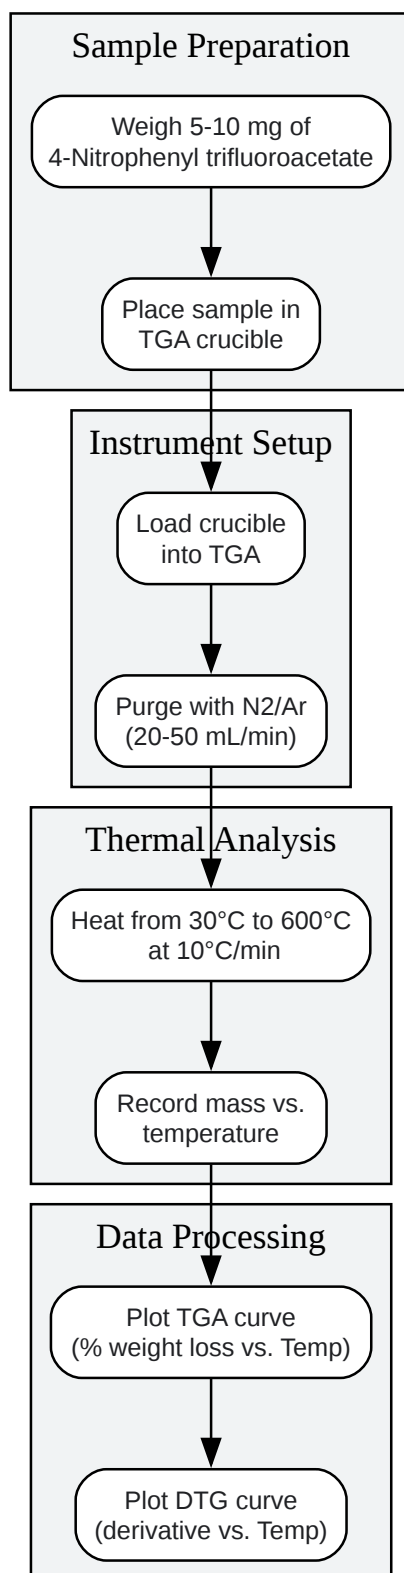 Sample Preparation
Weigh 5-10 mg of
4-Nitrophenyl trifluoroacetate
Place sample in
TGA crucible
Instrument Setup
Load crucible
into TGA
Purge with N2/Ar
(20-50 mL/min)
Thermal Analysis
Heat from 30°C to 600°C
at 10°C/min
Record mass vs.
temperature
Data Processing
Plot TGA curve
(% weight loss vs. Temp)
Plot DTG curve
(derivative vs. Temp)